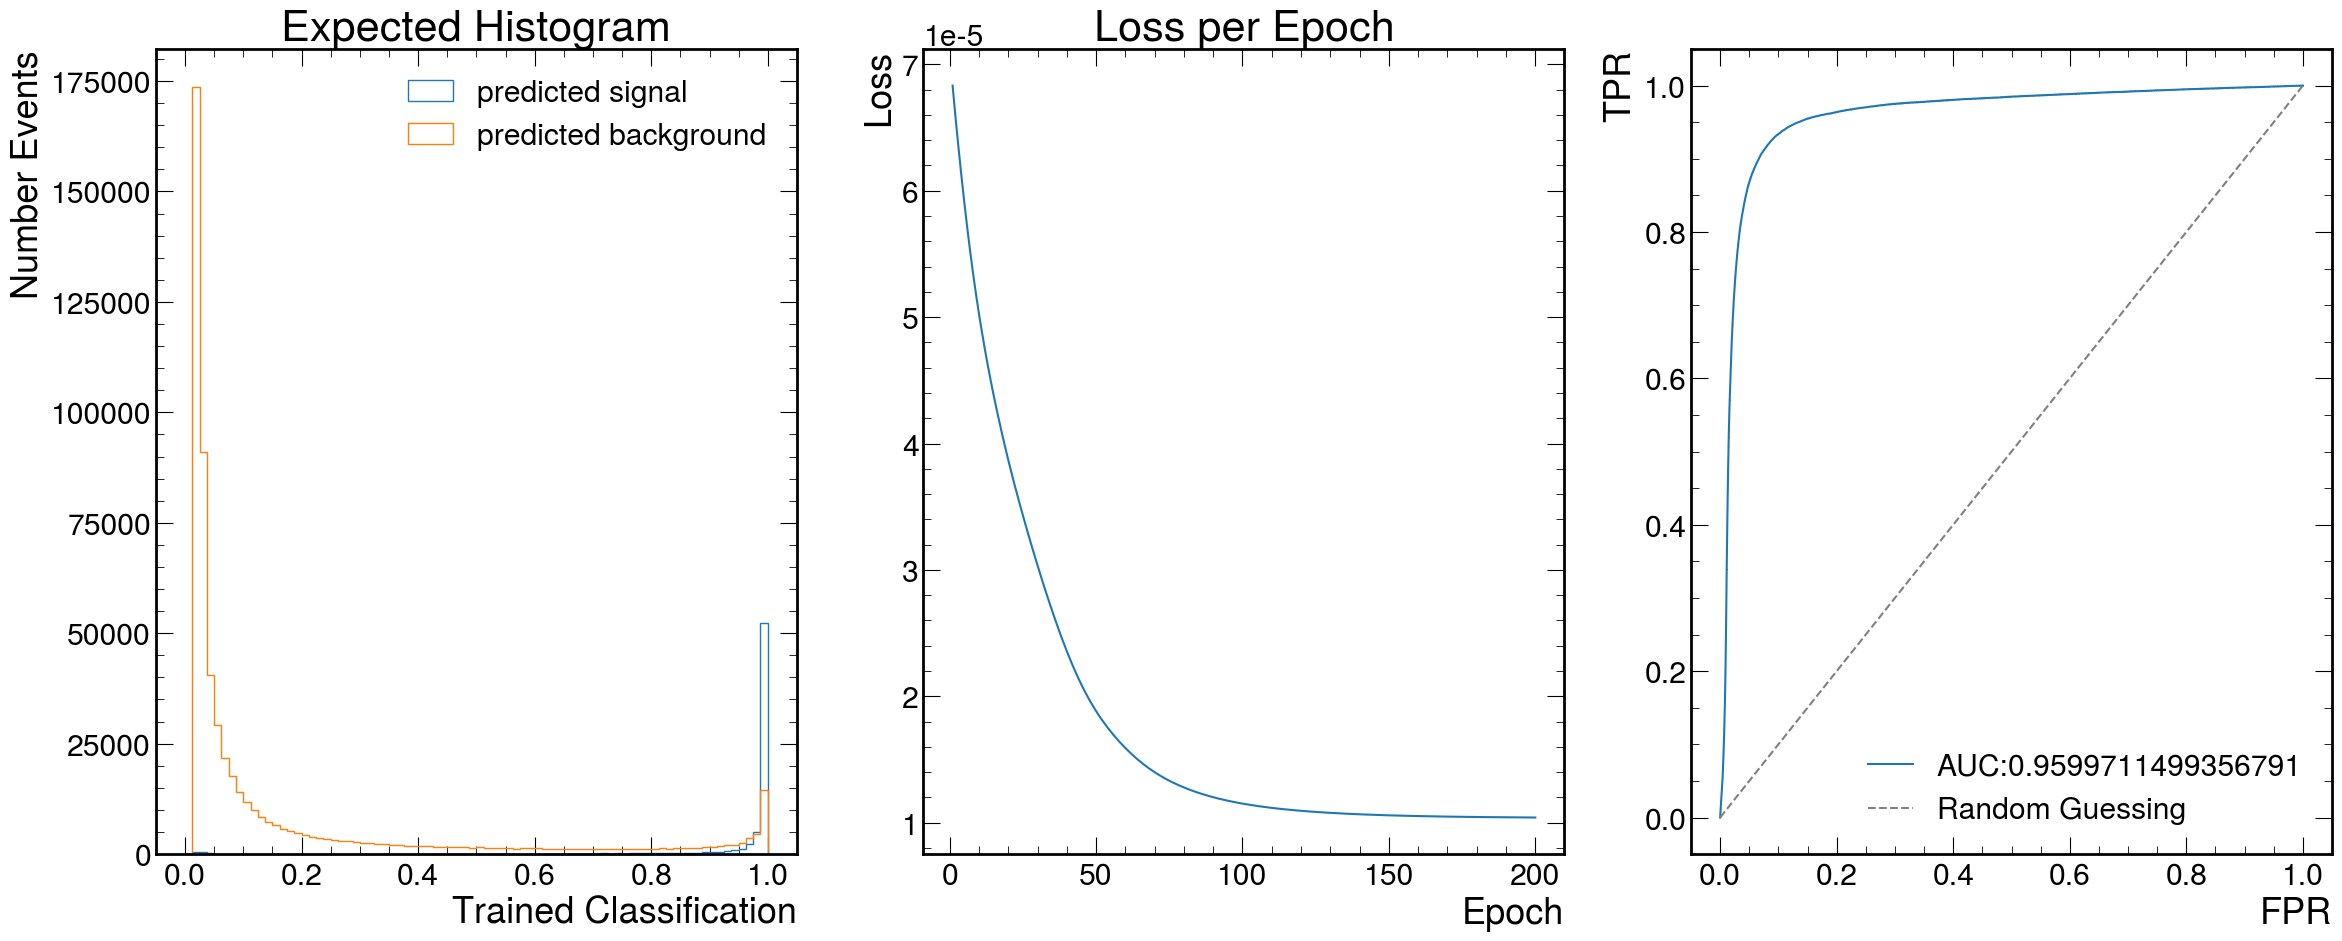 Expected Histogram
Number Events
175000
150000
125000
100000
75000
50000
25000
0
predicted signal
predicted background
0.0 0.2 0.4 0.6 0.8 1.0
Trained Classification
Loss per Epoch
1e-5
Loss
7
6
5
4
3
2
1
0 50 100 150 200
Epoch
TPR
1.0
0.8
0.6
0.4
0.2
0.0
AUC:0.9599711499356791
Random Guessing
0.0 0.2 0.4 0.6 0.8 1.0
FPR